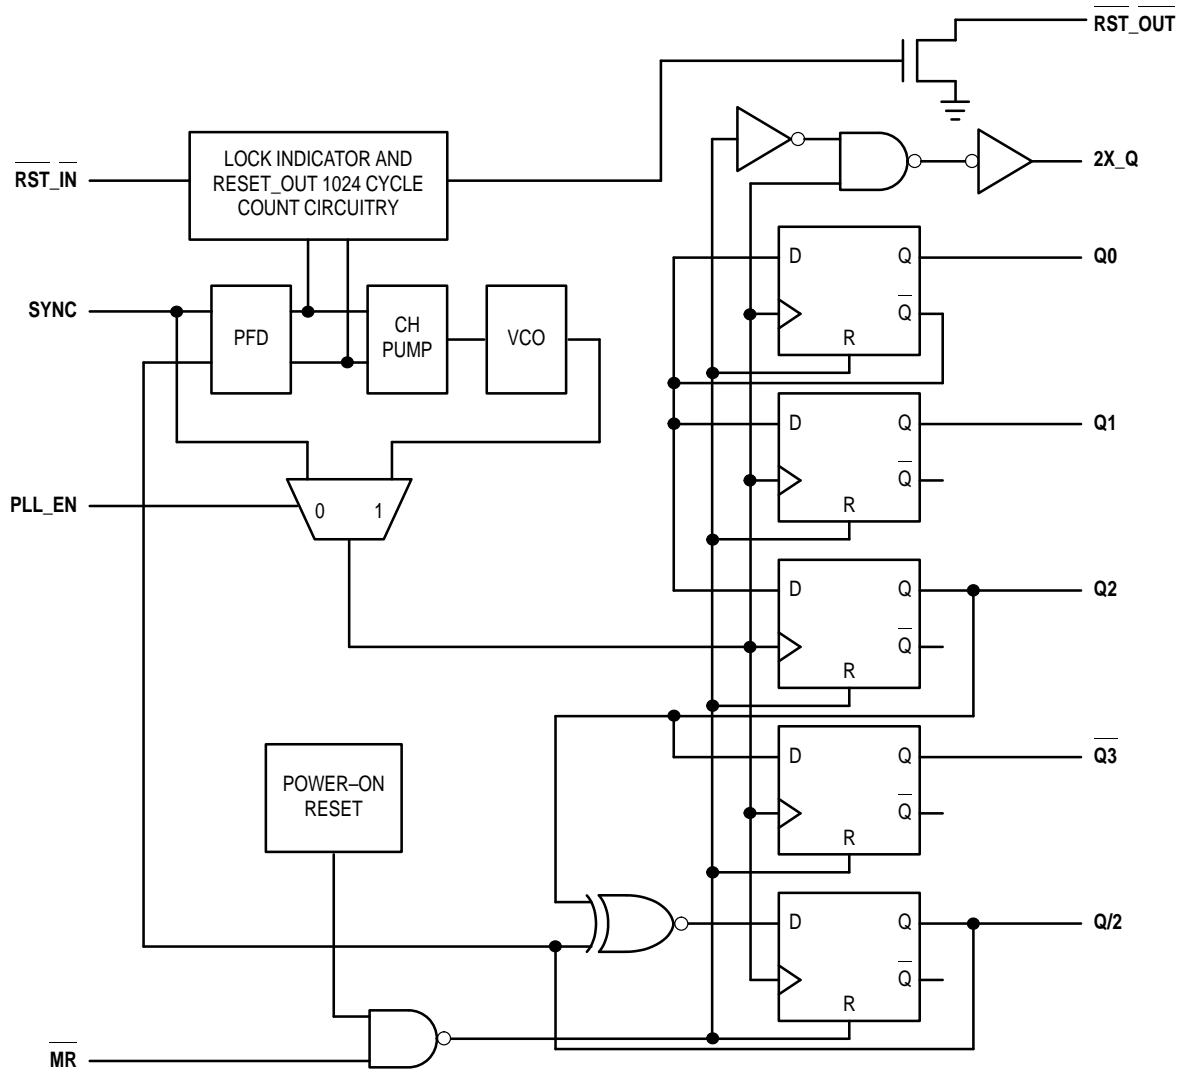 RST_OUT
2X_Q
LOCK INDICATOR AND
RESET_OUT 1024 CYCLE
COUNT CIRCUITRY
RST_IN
D
Q
Q0
SYNC
PFD
CH
PUMP
VCO
Q
R
D
Q
Q1
Q
R
PLL_EN
0
1
D
Q
Q2
Q
R
D
Q
Q3
POWER–ON
RESET
Q
R
D
Q
Q/2
Q
R
MR